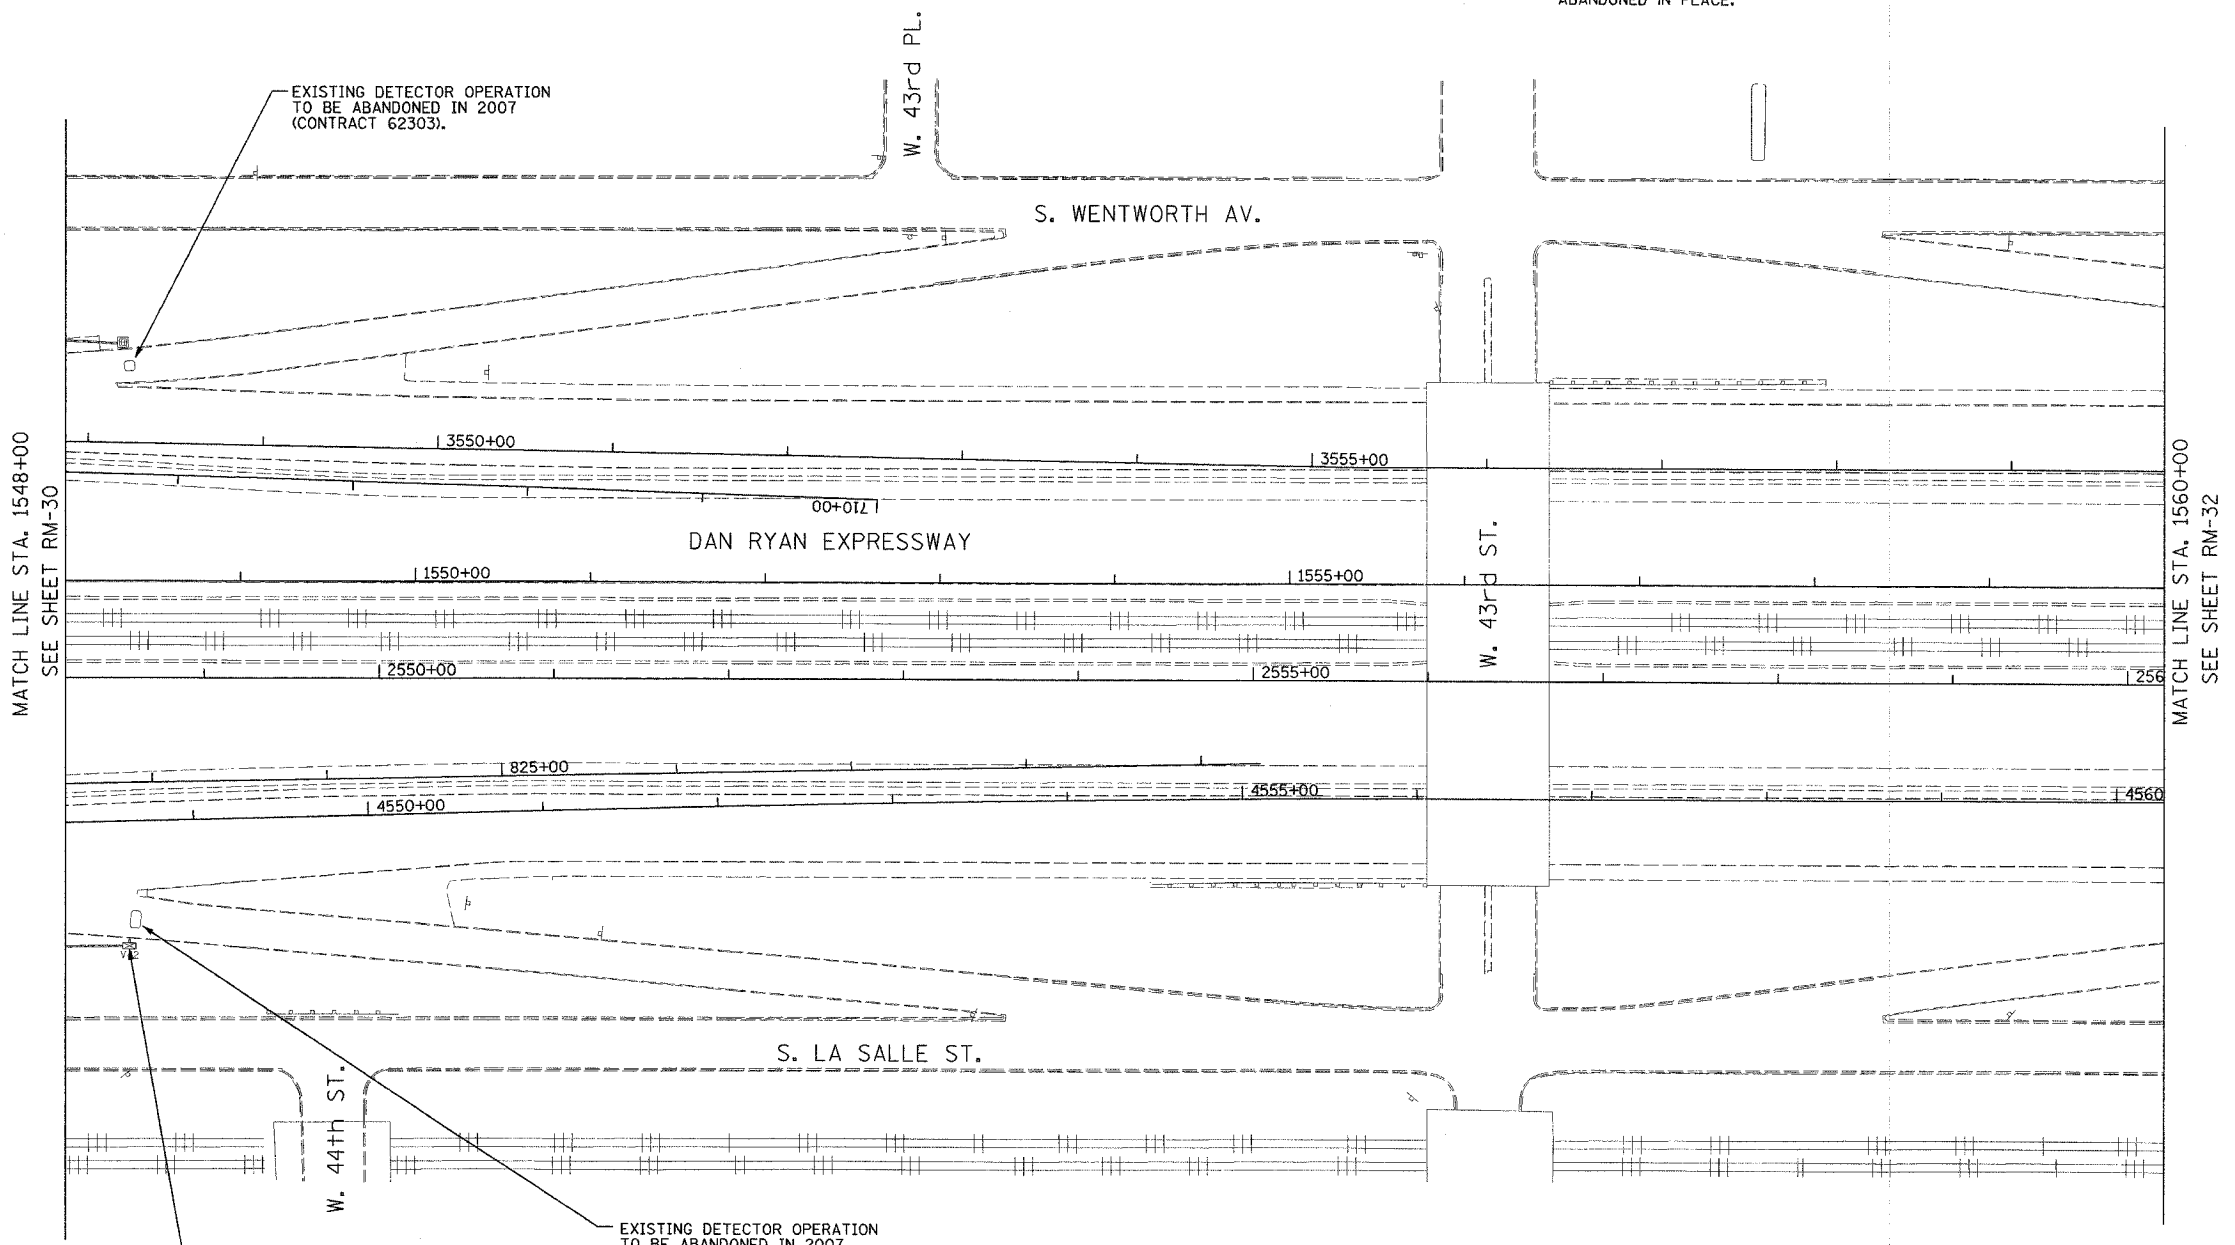 ABANDONED IN PLACE.
W. 43rd PL.
EXISTING DETECTOR OPERATION
TO BE ABANDONED IN 2007
(CONTRACT 62303).
S. WENTWORTH AV.
MATCH LINE STA. 1548+00
SEE SHEET RM-30
3550+00
3555+00
710+00
DAN RYAN EXPRESSWAY
W. 43rd ST.
1550+00
1555+00
2550+00
2555+00
256
MATCH LINE STA. 1560+00
SEE SHEET RM-32
825+00
4550+00
4555+00
4560
S. LA SALLE ST.
W. 44th ST.
EXISTING DETECTOR OPERATION
TO BE ABANDONED IN 2007